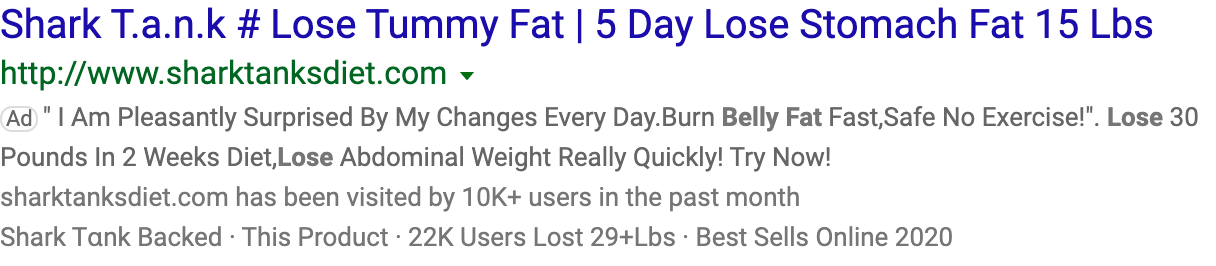 Shark T.a.n.k # Lose Tummy Fat | 5 Day Lose Stomach Fat 15 Lbs
http://www.sharktanksdiet.com
Ad " I Am Pleasantly Surprised By My Changes Every Day.Burn Belly Fat Fast,Safe No Exercise!". Lose 30
Pounds In 2 Weeks Diet,Lose Abdominal Weight Really Quickly! Try Now!
sharktanksdiet.com has been visited by 10K+ users in the past month
Shark Tɑnk Backed · This Product · 22K Users Lost 29+Lbs · Best Sells Online 2020